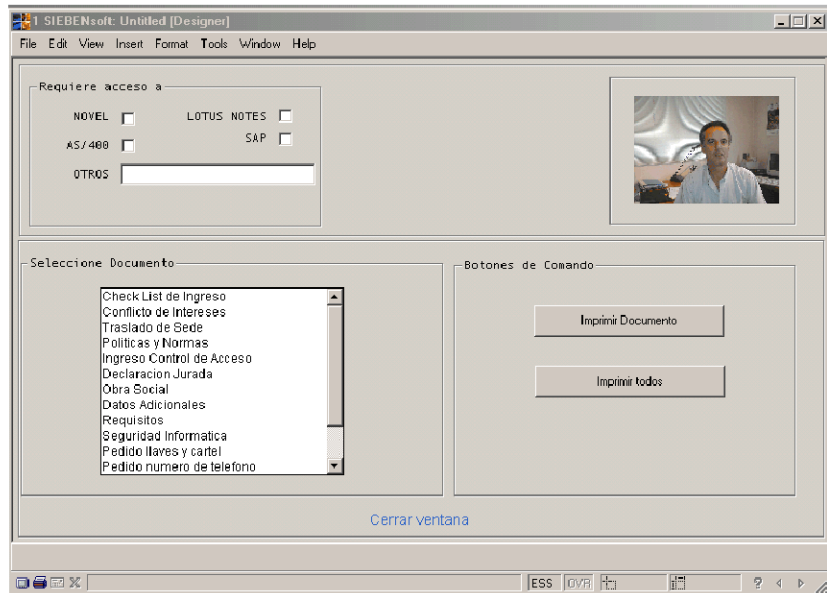 1 SIEBENsoft: Untitled [Designer]
File Edit View Insert Format Tools Window Help
Requiere acceso a
NOVEL
LOTUS NOTES
AS/400
SAP
OTROS
Seleccione Documento
Check List de Ingreso
Conflicto de Intereses
Traslado de Sede
Politicas y Normas
Ingreso Control de Acceso
Declaracion Jurada
Obra Social
Datos Adicionales
Requisitos
Seguridad Informatica
Pedido llaves y cartel
Pedido numero de telefono
Botones de Comando
Imprimir Documento
Imprimir todos
Cerrar ventana
ESS OVR